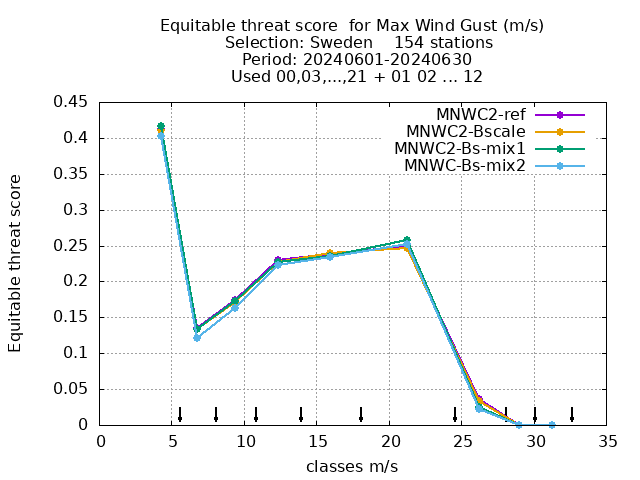 Equitable threat score  for Max Wind Gust (m/s)
Selection: Sweden    154 stations
Period: 20240601-20240630
Used 00,03,...,21 + 01 02 ... 12
MNWC2-ref
MNWC2-Bscale
MNWC2-Bs-mix1
MNWC-Bs-mix2
Equitable threat score
0.45
0.4
0.35
0.3
0.25
0.2
0.15
0.1
0.05
0
0 5 10 15 20 25 30 35
classes m/s